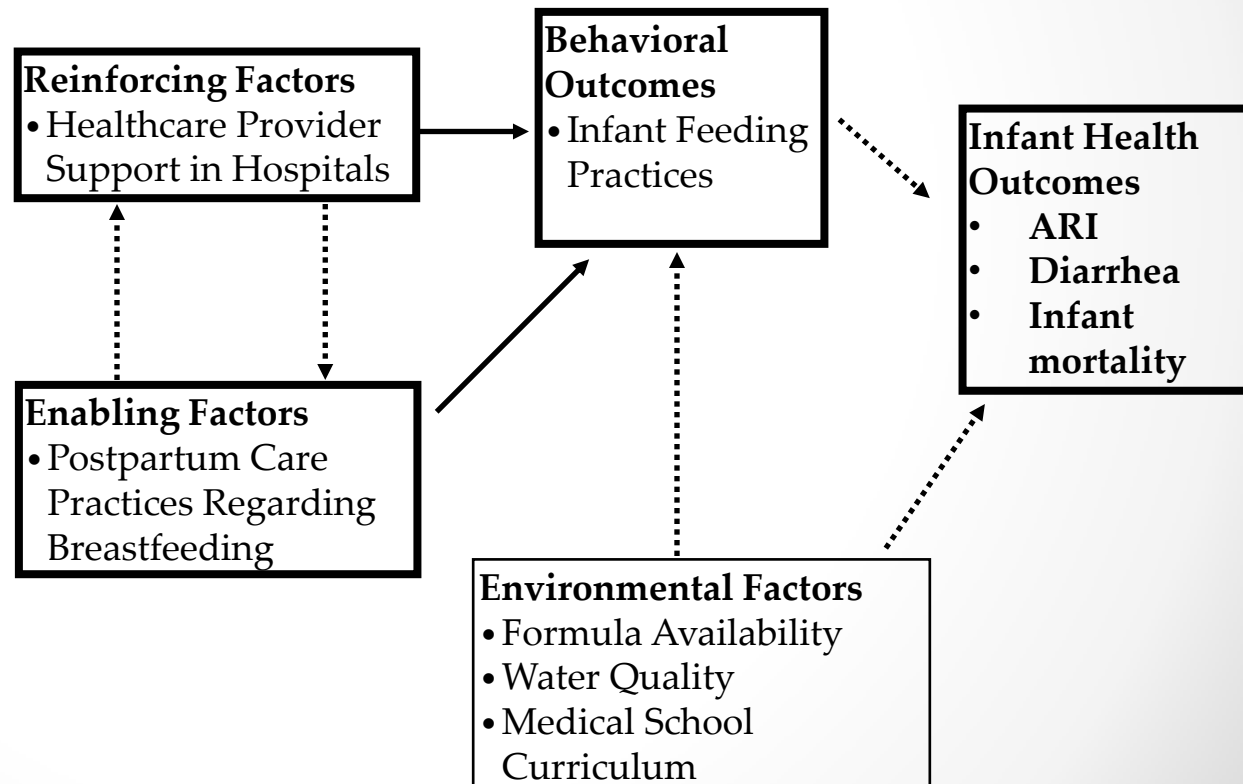 Reinforcing Factors
• Healthcare Provider
Support in Hospitals
Behavioral
Outcomes
• Infant Feeding
Practices
Infant Health
Outcomes
• ARI
• Diarrhea
• Infant
mortality
Enabling Factors
• Postpartum Care
Practices Regarding
Breastfeeding
Environmental Factors
• Formula Availability
• Water Quality
• Medical School
Curriculum